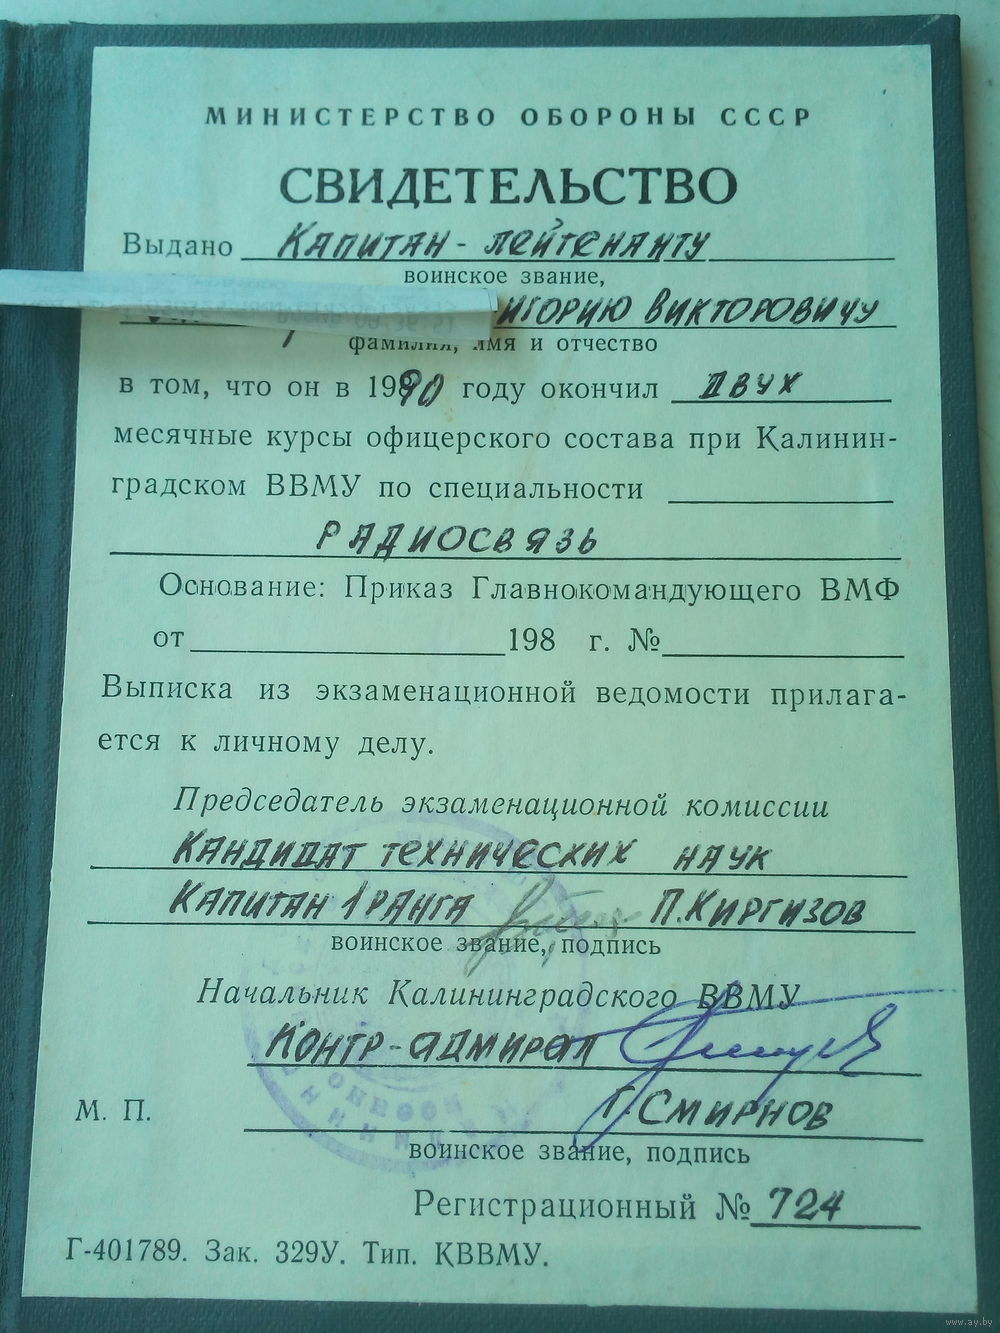 МИНИСТЕРСТВО ОБОРОНЫ СССР
СВИДЕТЕЛЬСТВО
Выдано Капитан-лейтенанту
воинское звание,
Игорию Викторовичу
фамилия, имя и отчество
в том, что он в 1990 году окончил двух
месячные курсы офицерского состава при Калинин-
градском ВВМУ по специальности
Радиосвязь
Основание: Приказ Главнокомандующего ВМФ
от 198 г. №
Выписка из экзаменационной ведомости прилага-
ется к личному делу.
Председатель экзаменационной комиссии
Кандидат технических наук
Капитан 1 ранга П.Киргизов
воинское звание, подпись
Начальник Калининградского ВВМУ
Контр-адмирал
Г.Смирнов
М. П.
воинское звание, подпись
Регистрационный № 724
Г-401789. Зак. 329У. Тип. КВВМУ.
www.ay.by